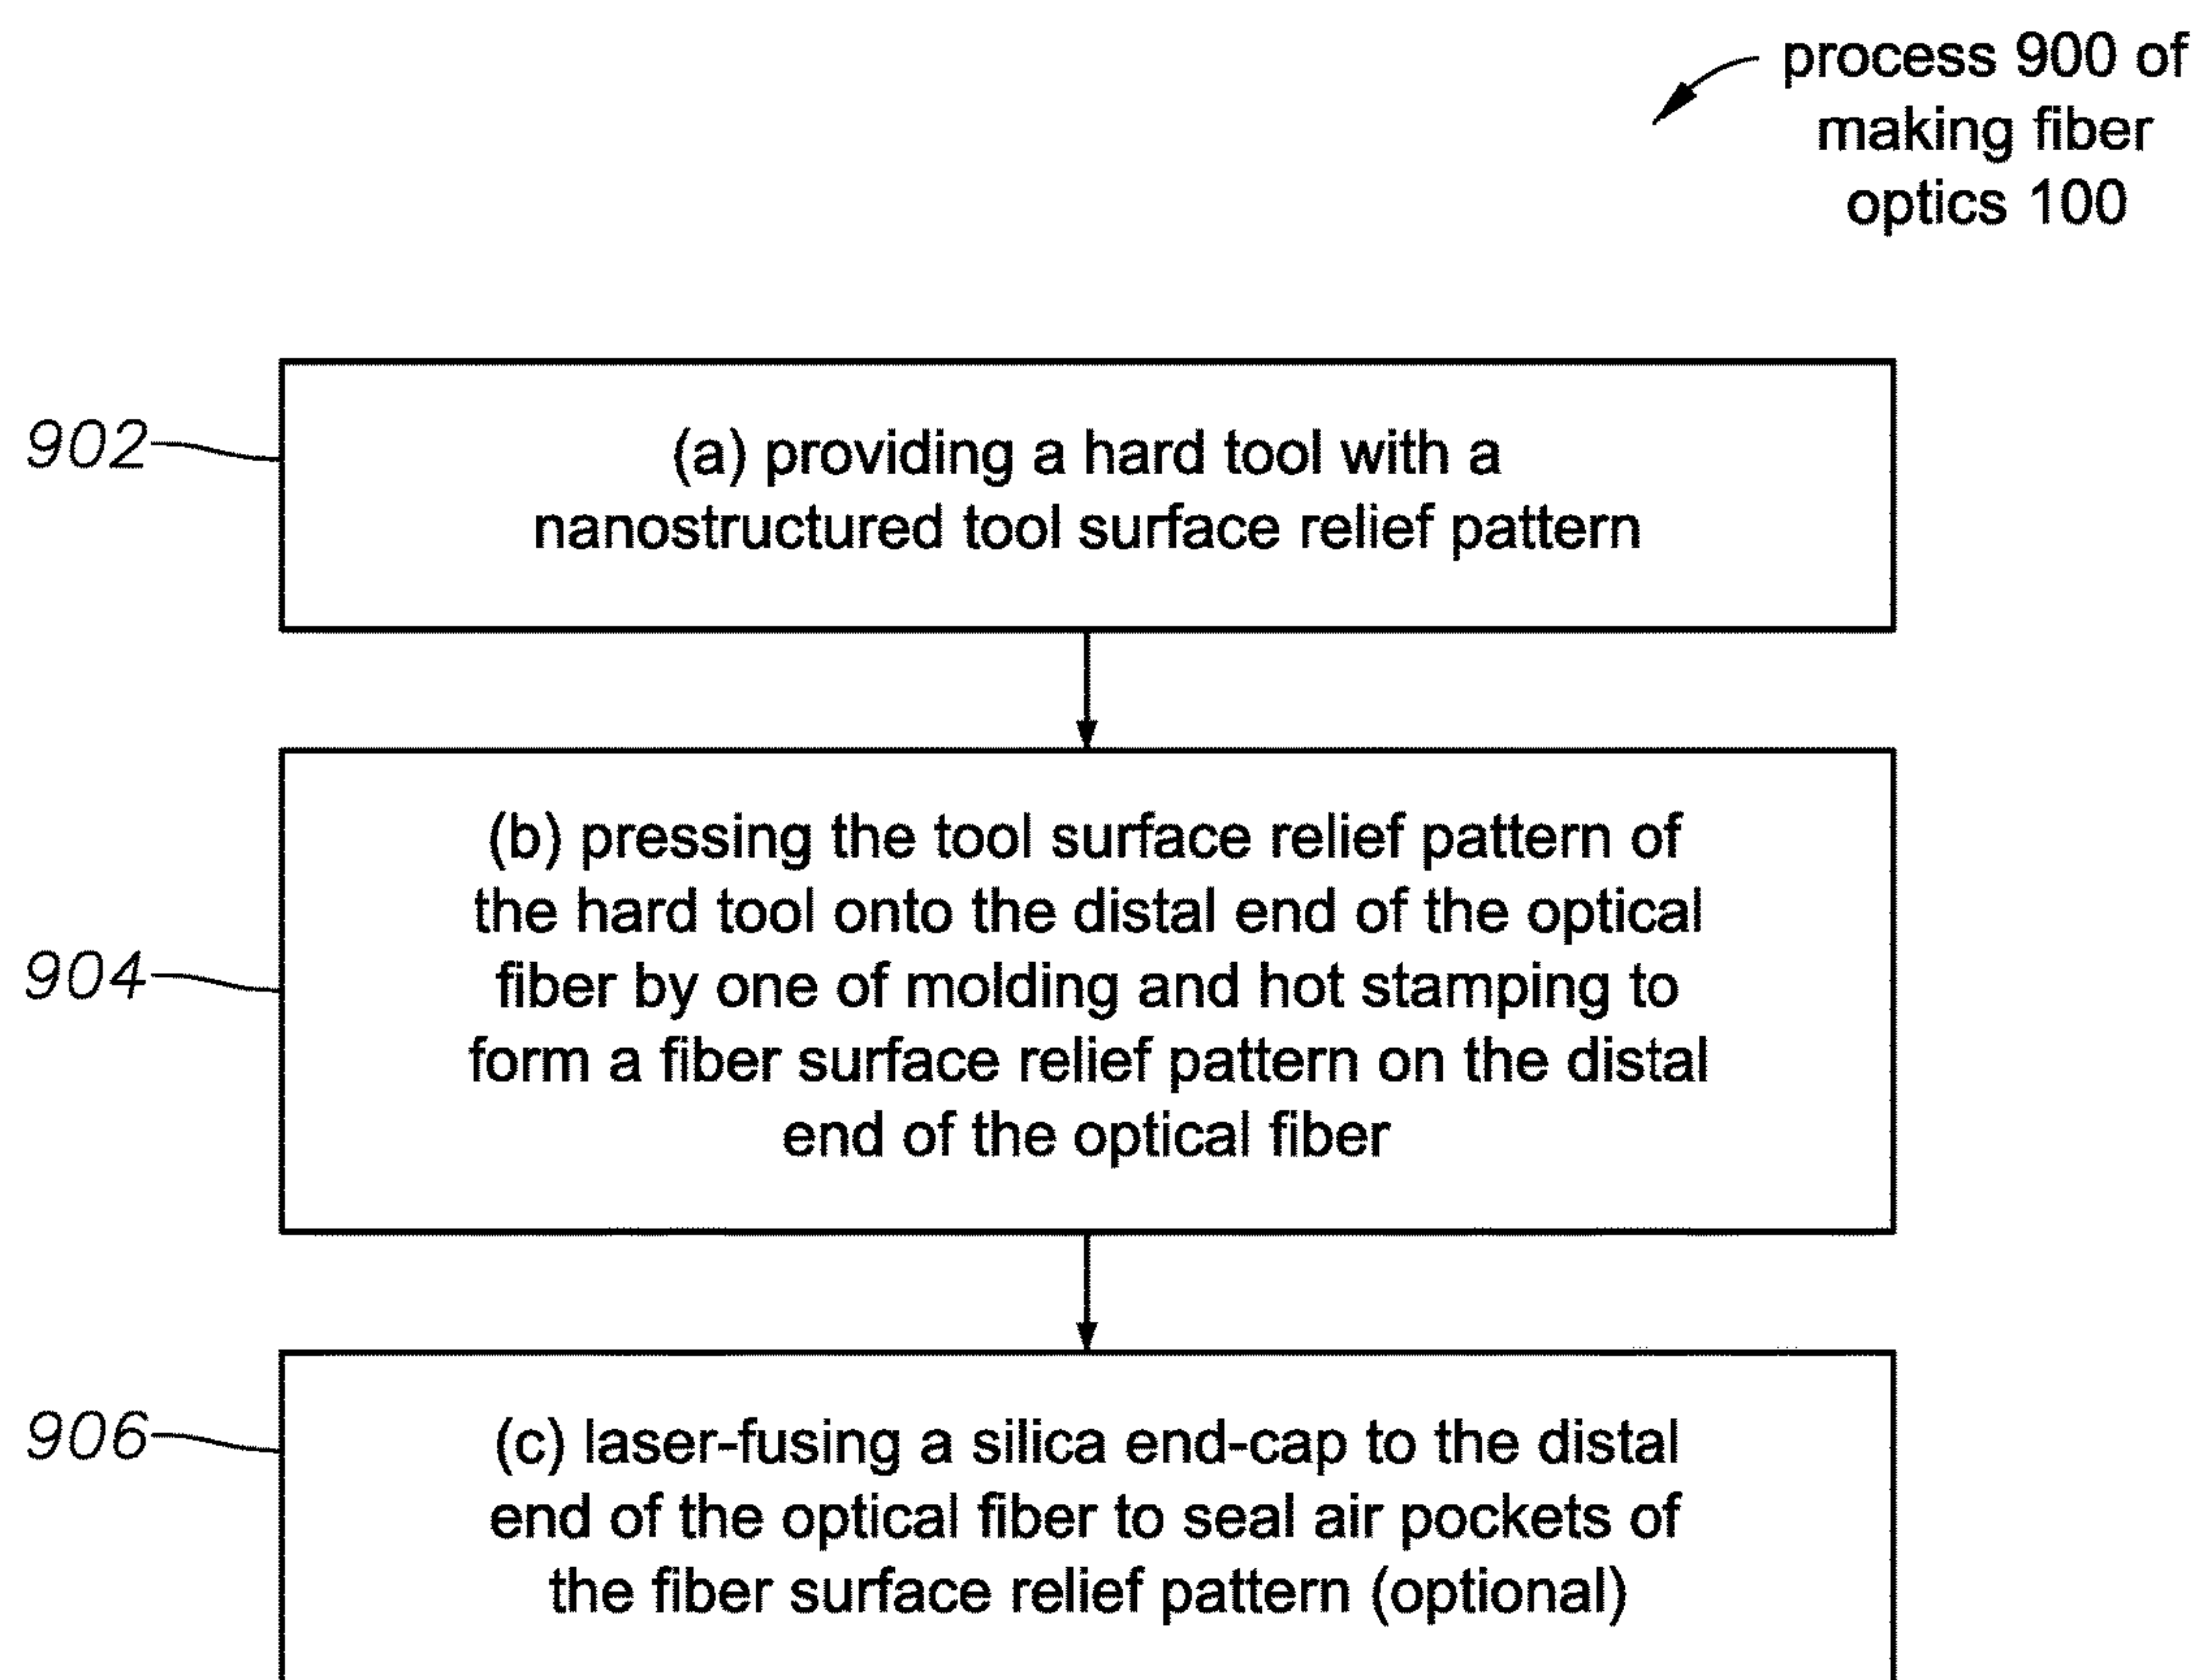 process 900 of
making fiber
optics 100
902
(a) providing a hard tool with a
nanostructured tool surface relief pattern
904
(b) pressing the tool surface relief pattern of
the hard tool onto the distal end of the optical
fiber by one of molding and hot stamping to
form a fiber surface relief pattern on the distal
end of the optical fiber
906
(c) laser-fusing a silica end-cap to the distal
end of the optical fiber to seal air pockets of
the fiber surface relief pattern (optional)